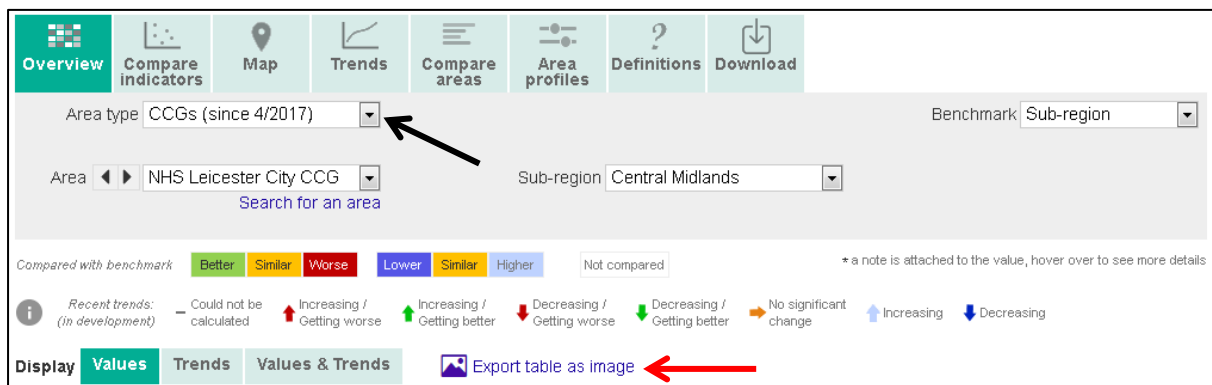 Overview
Compare indicators
Map
Trends
Compare areas
Area profiles
Definitions
Download
Area type CCGs (since 4/2017)
Benchmark Sub-region
Area NHS Leicester City CCG
Sub-region Central Midlands
Search for an area
Compared with benchmark Better Similar Worse Lower Similar Higher Not compared * a note is attached to the value, hover over to see more details
i Recent trends: (in development)
– Could not be calculated
Increasing / Getting worse
Increasing / Getting better
Decreasing / Getting worse
Decreasing / Getting better
No significant change
Increasing
Decreasing
Display Values Trends Values & Trends Export table as image